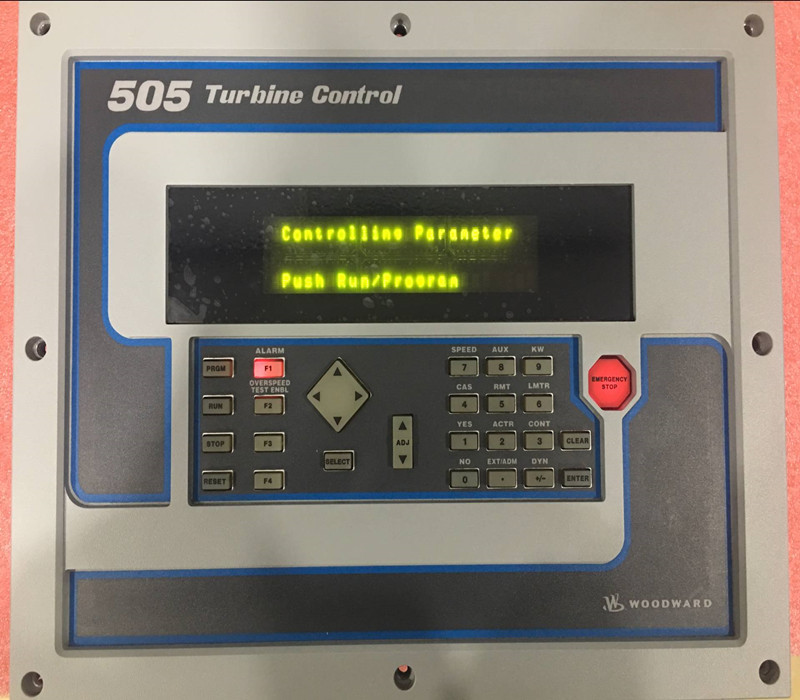 505 Turbine Control
Controlling Parameter
Push Run/Program
ALARM
SPEED AUX KW
PRGM F1 7 8 9
OVERSPEED
TEST ENBL
CAS RMT LMTR
RUN F2 4 5 6
EMERGENCY
STOP
YES ACTR CONT
STOP F3 ADJ 1 2 3 CLEAR
SELECT
NO EXT/ADM DYN
RESET F4 0 . +/- ENTER
WOODWARD